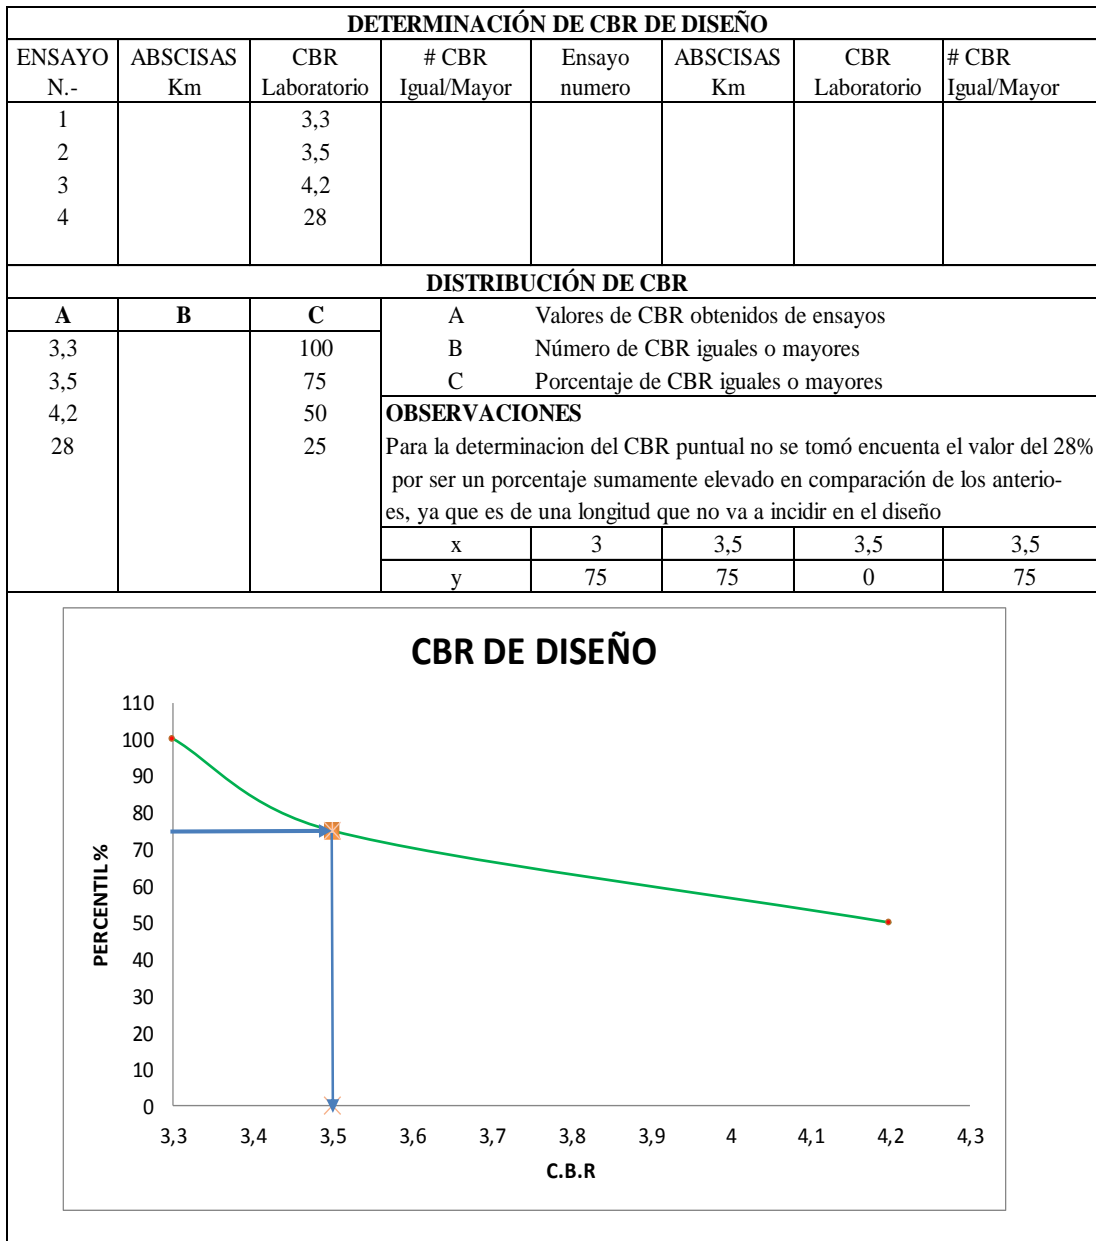 DETERMINACIÓN DE CBR DE DISEÑO
ENSAYO ABSCISAS CBR # CBR Ensayo ABSCISAS CBR # CBR
N.- Km Laboratorio Igual/Mayor numero Km Laboratorio Igual/Mayor
1 3,3
2 3,5
3 4,2
4 28
DISTRIBUCIÓN DE CBR
A B C A Valores de CBR obtenidos de ensayos
3,3 100 B Número de CBR iguales o mayores
3,5 75 C Porcentaje de CBR iguales o mayores
4,2 50 OBSERVACIONES
28 25 Para la determinacion del CBR puntual no se tomó encuenta el valor del 28%
por ser un porcentaje sumamente elevado en comparación de los anterio-
es, ya que es de una longitud que no va a incidir en el diseño
x 3 3,5 3,5 3,5
y 75 75 0 75
CBR DE DISEÑO
PERCENTIL %
110
100
90
80
70
60
50
40
30
20
10
0
3,3 3,4 3,5 3,6 3,7 3,8 3,9 4 4,1 4,2 4,3
C.B.R